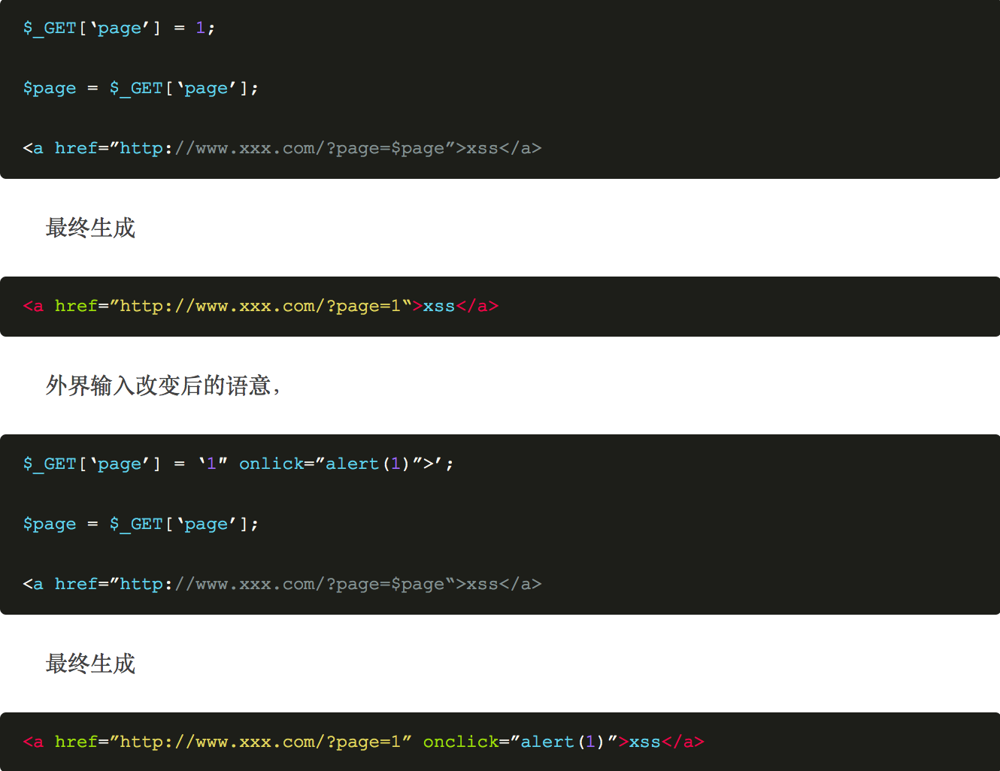 $_GET[‘page’] = 1;
$page = $_GET[‘page’];
<a href=”http://www.xxx.com/?page=$page”>xss</a>
最终生成
<a href=”http://www.xxx.com/?page=1“>xss</a>
外界输入改变后的语意，
$_GET[‘page’] = ‘1″ onlick=”alert(1)”>’;
$page = $_GET[‘page’];
<a href=”http://www.xxx.com/?page=$page“>xss</a>
最终生成
<a href=”http://www.xxx.com/?page=1″ onclick=”alert(1)”>xss</a>